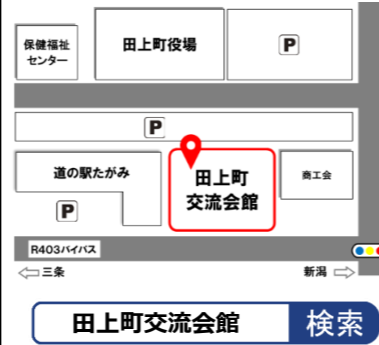 保健福祉
センター
田上町役場
P
P
道の駅たがみ
P
田上町
交流会館
商工会
R403バイパス
三条
新潟
田上町交流会館
検索